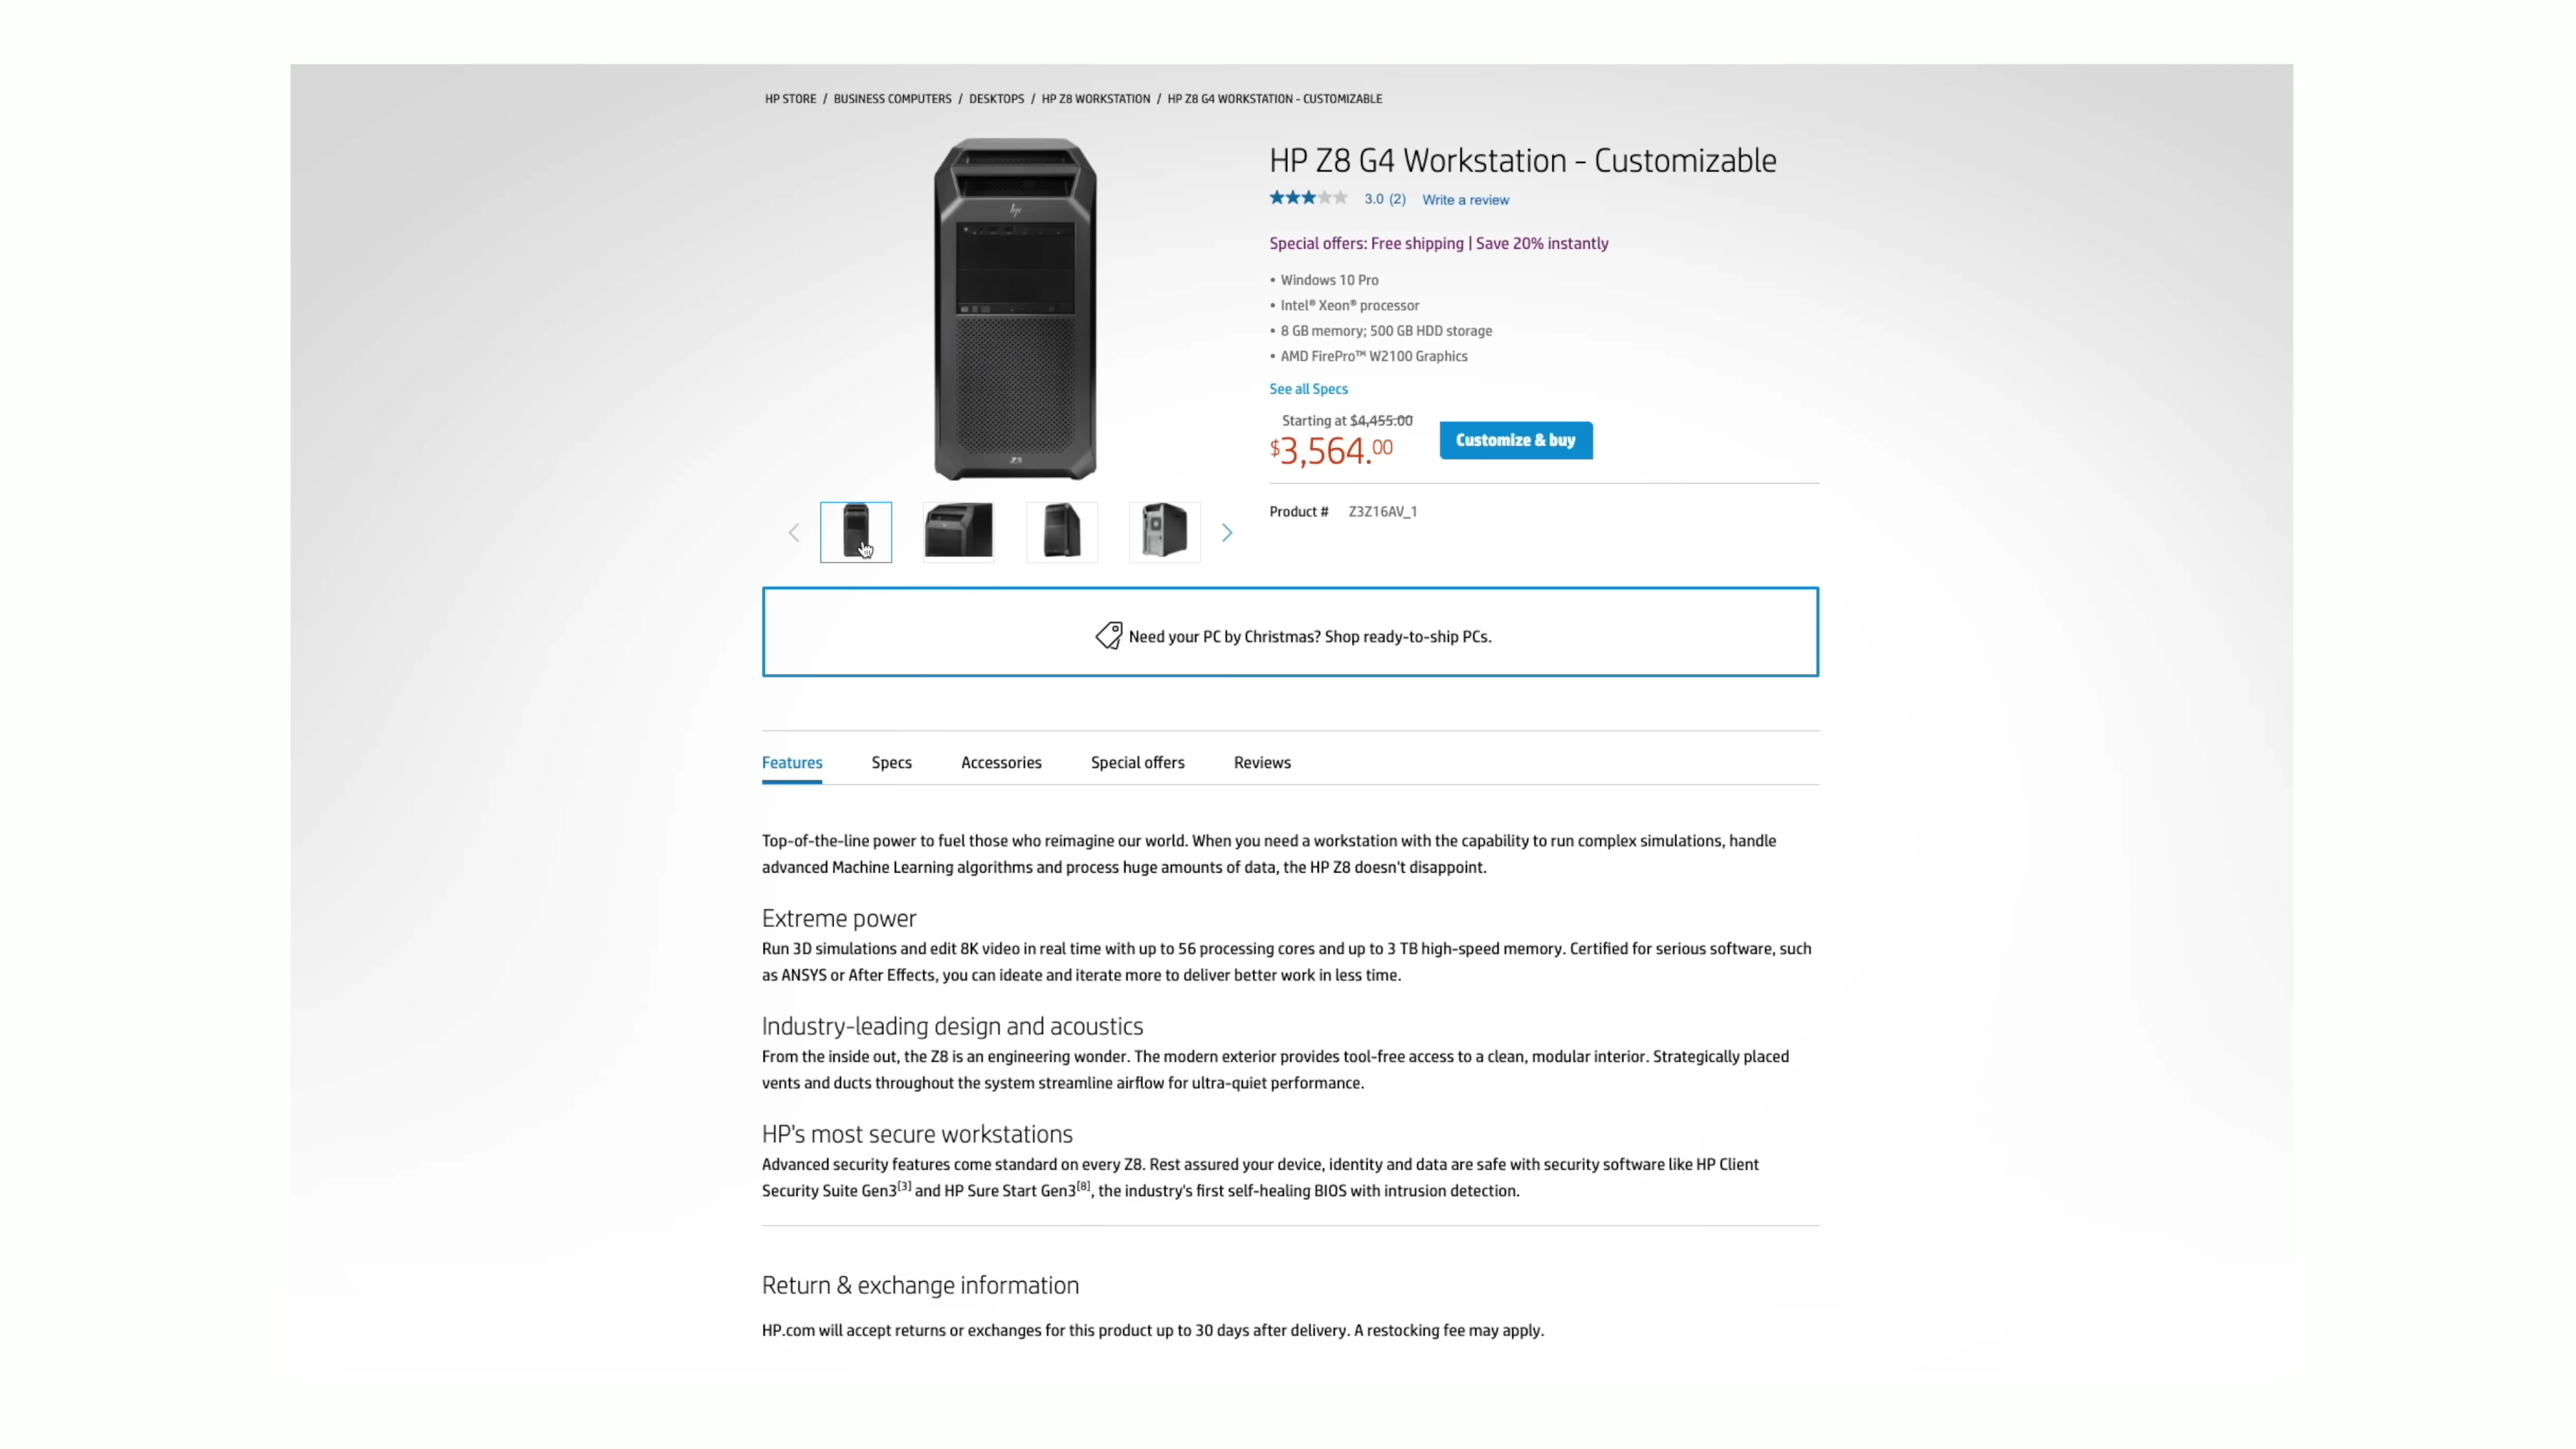 HP STORE / BUSINESS COMPUTERS / DESKTOPS / HP Z8 WORKSTATION / HP Z8 G4 WORKSTATION - CUSTOMIZABLE
hp
Z8
HP Z8 G4 Workstation - Customizable
3.0 (2) Write a review
Special offers: Free shipping | Save 20% instantly
• Windows 10 Pro
• Intel® Xeon® processor
• 8 GB memory; 500 GB HDD storage
• AMD FirePro™ W2100 Graphics
See all Specs
Starting at $4,455.00
$3,564.00
Customize & buy
Product # Z3Z16AV_1
Need your PC by Christmas? Shop ready-to-ship PCs.
Features Specs Accessories Special offers Reviews
Top-of-the-line power to fuel those who reimagine our world. When you need a workstation with the capability to run complex simulations, handle
advanced Machine Learning algorithms and process huge amounts of data, the HP Z8 doesn't disappoint.
Extreme power
Run 3D simulations and edit 8K video in real time with up to 56 processing cores and up to 3 TB high-speed memory. Certified for serious software, such
as ANSYS or After Effects, you can ideate and iterate more to deliver better work in less time.
Industry-leading design and acoustics
From the inside out, the Z8 is an engineering wonder. The modern exterior provides tool-free access to a clean, modular interior. Strategically placed
vents and ducts throughout the system streamline airflow for ultra-quiet performance.
HP's most secure workstations
Advanced security features come standard on every Z8. Rest assured your device, identity and data are safe with security software like HP Client
Security Suite Gen3[3] and HP Sure Start Gen3[8], the industry's first self-healing BIOS with intrusion detection.
Return & exchange information
HP.com will accept returns or exchanges for this product up to 30 days after delivery. A restocking fee may apply.